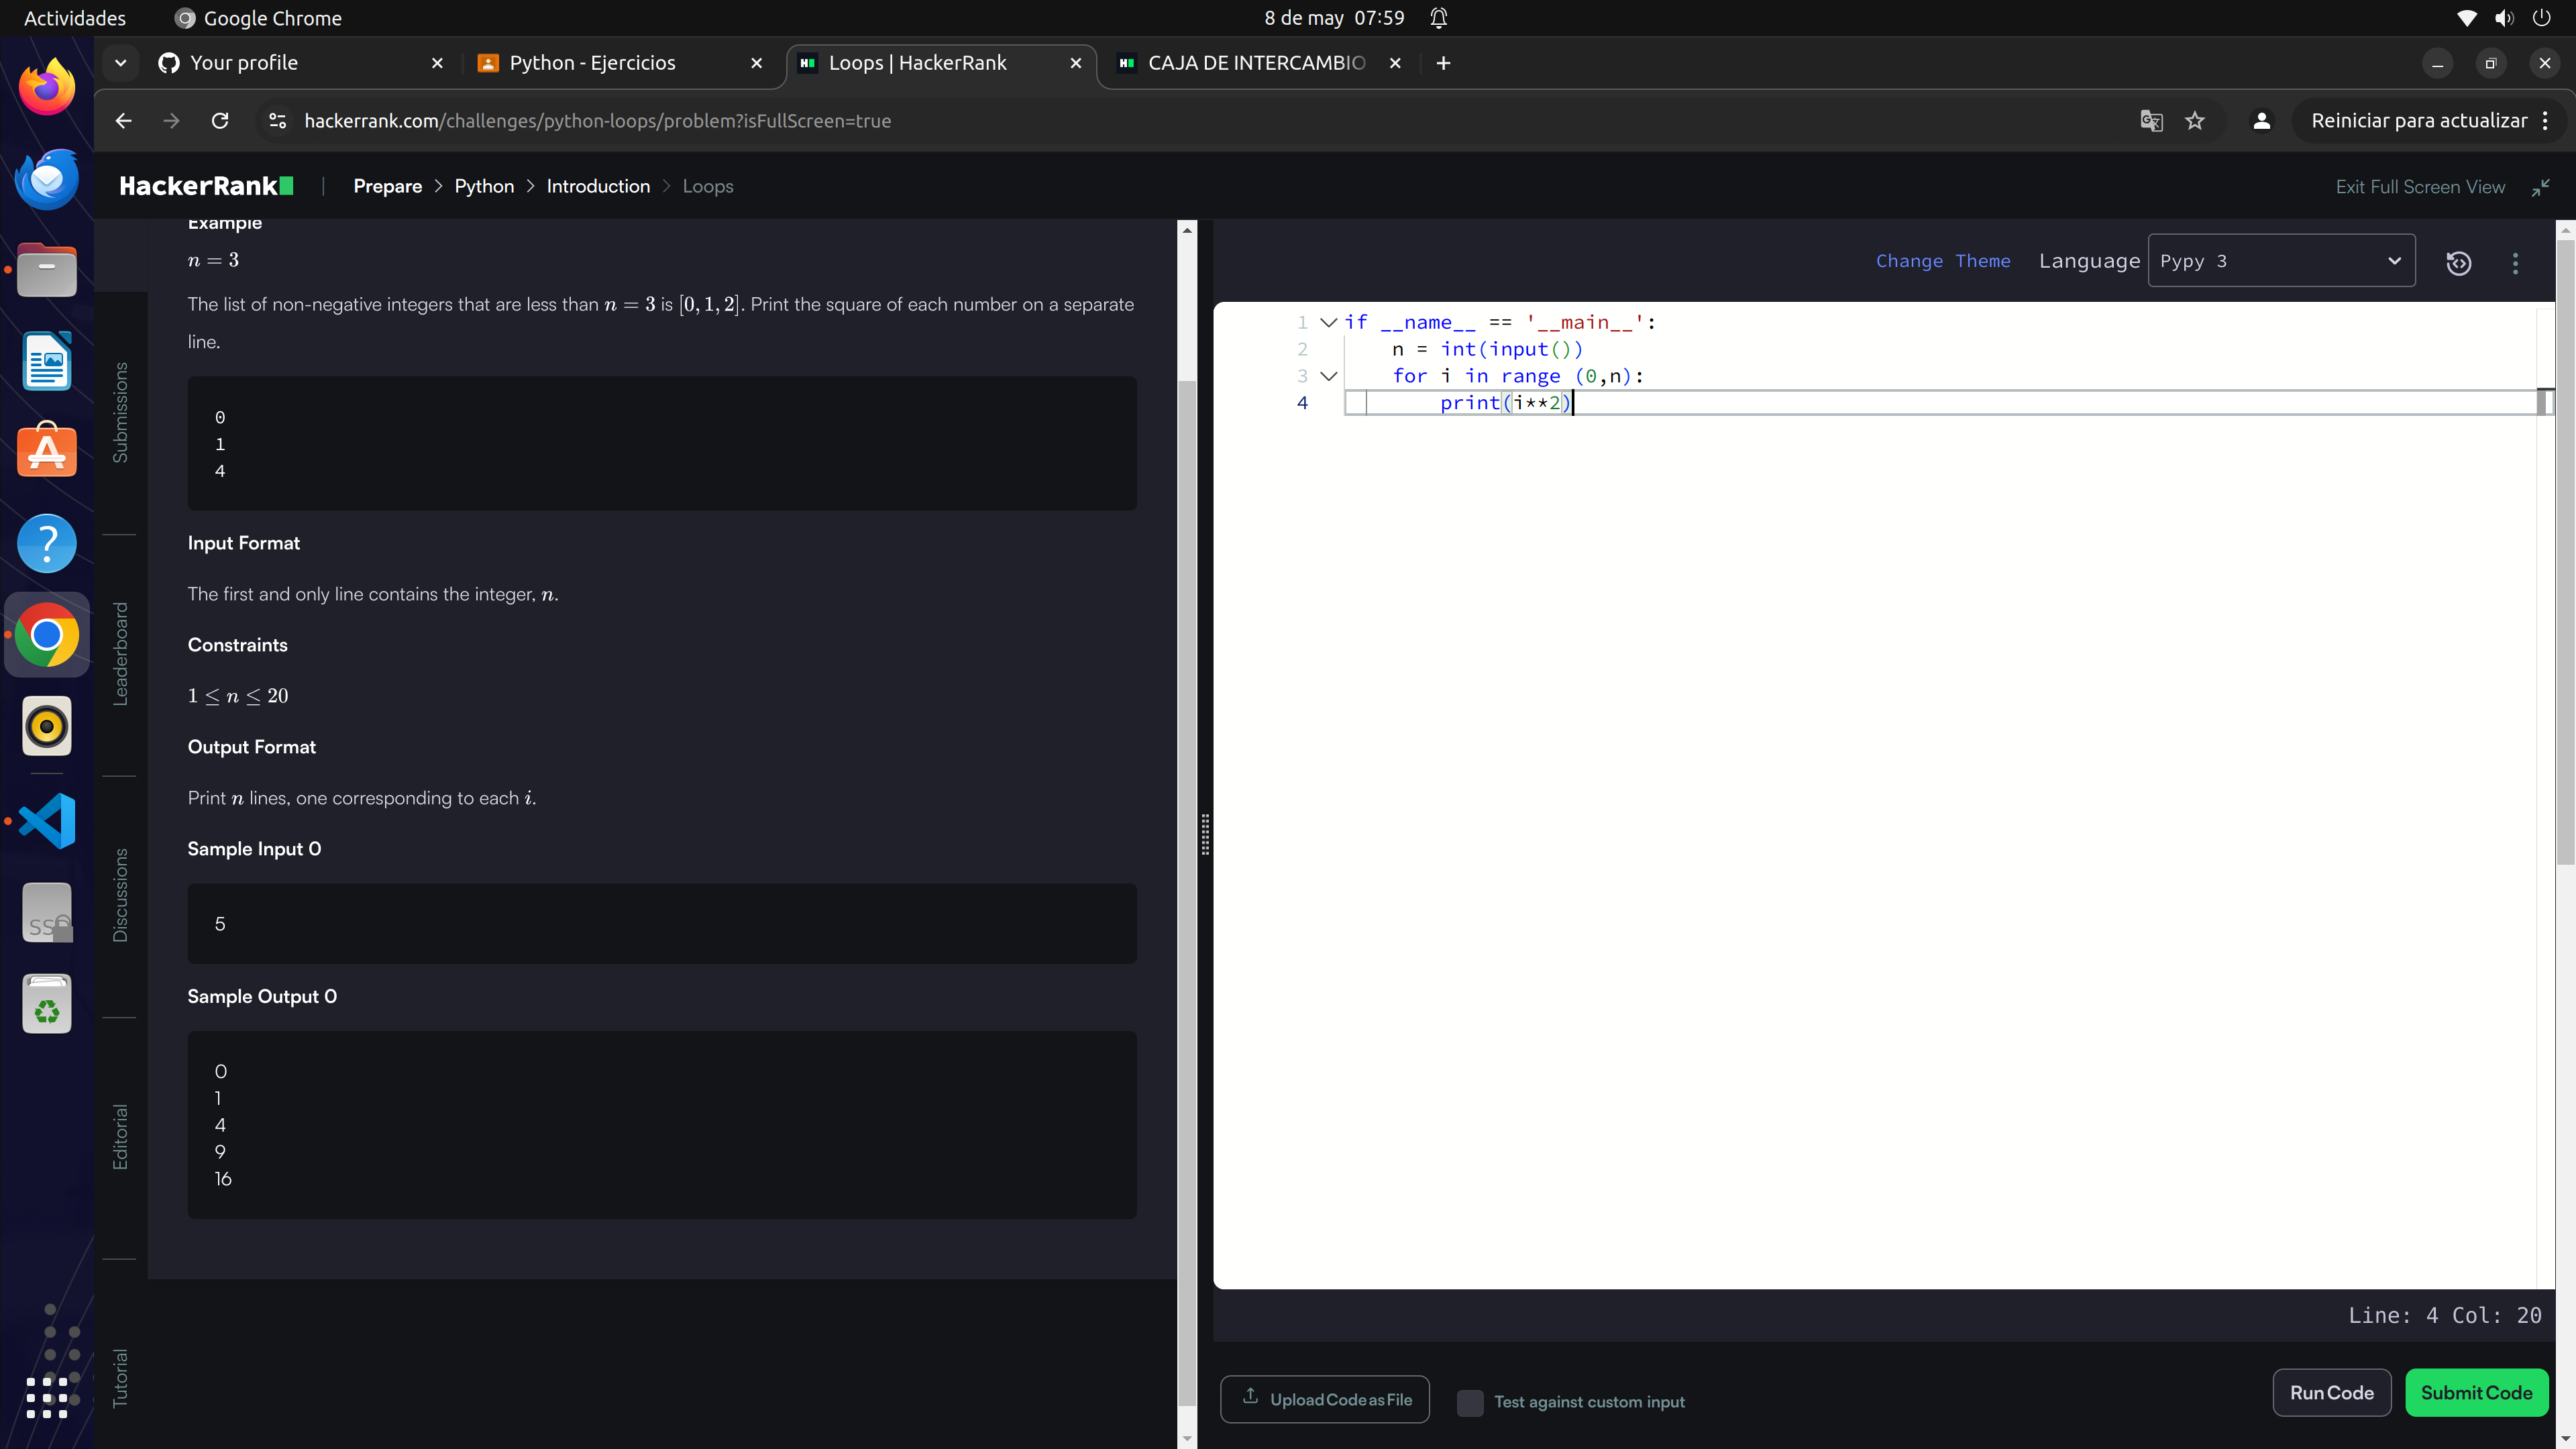 Actividades
Google Chrome
8 de may 07:59
Your profile
Python - Ejercicios
Loops | HackerRank
CAJA DE INTERCAMBIO
hackerrank.com/challenges/python-loops/problem?isFullScreen=true
Reiniciar para actualizar
HackerRank
Prepare > Python > Introduction > Loops
Exit Full Screen View
Submissions
Leaderboard
Discussions
Editorial
Tutorial
Example
n = 3
The list of non-negative integers that are less than n = 3 is [0, 1, 2]. Print the square of each number on a separate
line.
0
1
4
Input Format
The first and only line contains the integer, n.
Constraints
1 ≤ n ≤ 20
Output Format
Print n lines, one corresponding to each i.
Sample Input 0
5
Sample Output 0
0
1
4
9
16
Change Theme
Language
Pypy 3
1 if __name__ == '__main__':
2 n = int(input())
3 for i in range (0,n):
4 print(i**2)
Line: 4 Col: 20
Upload Code as File
Test against custom input
Run Code
Submit Code